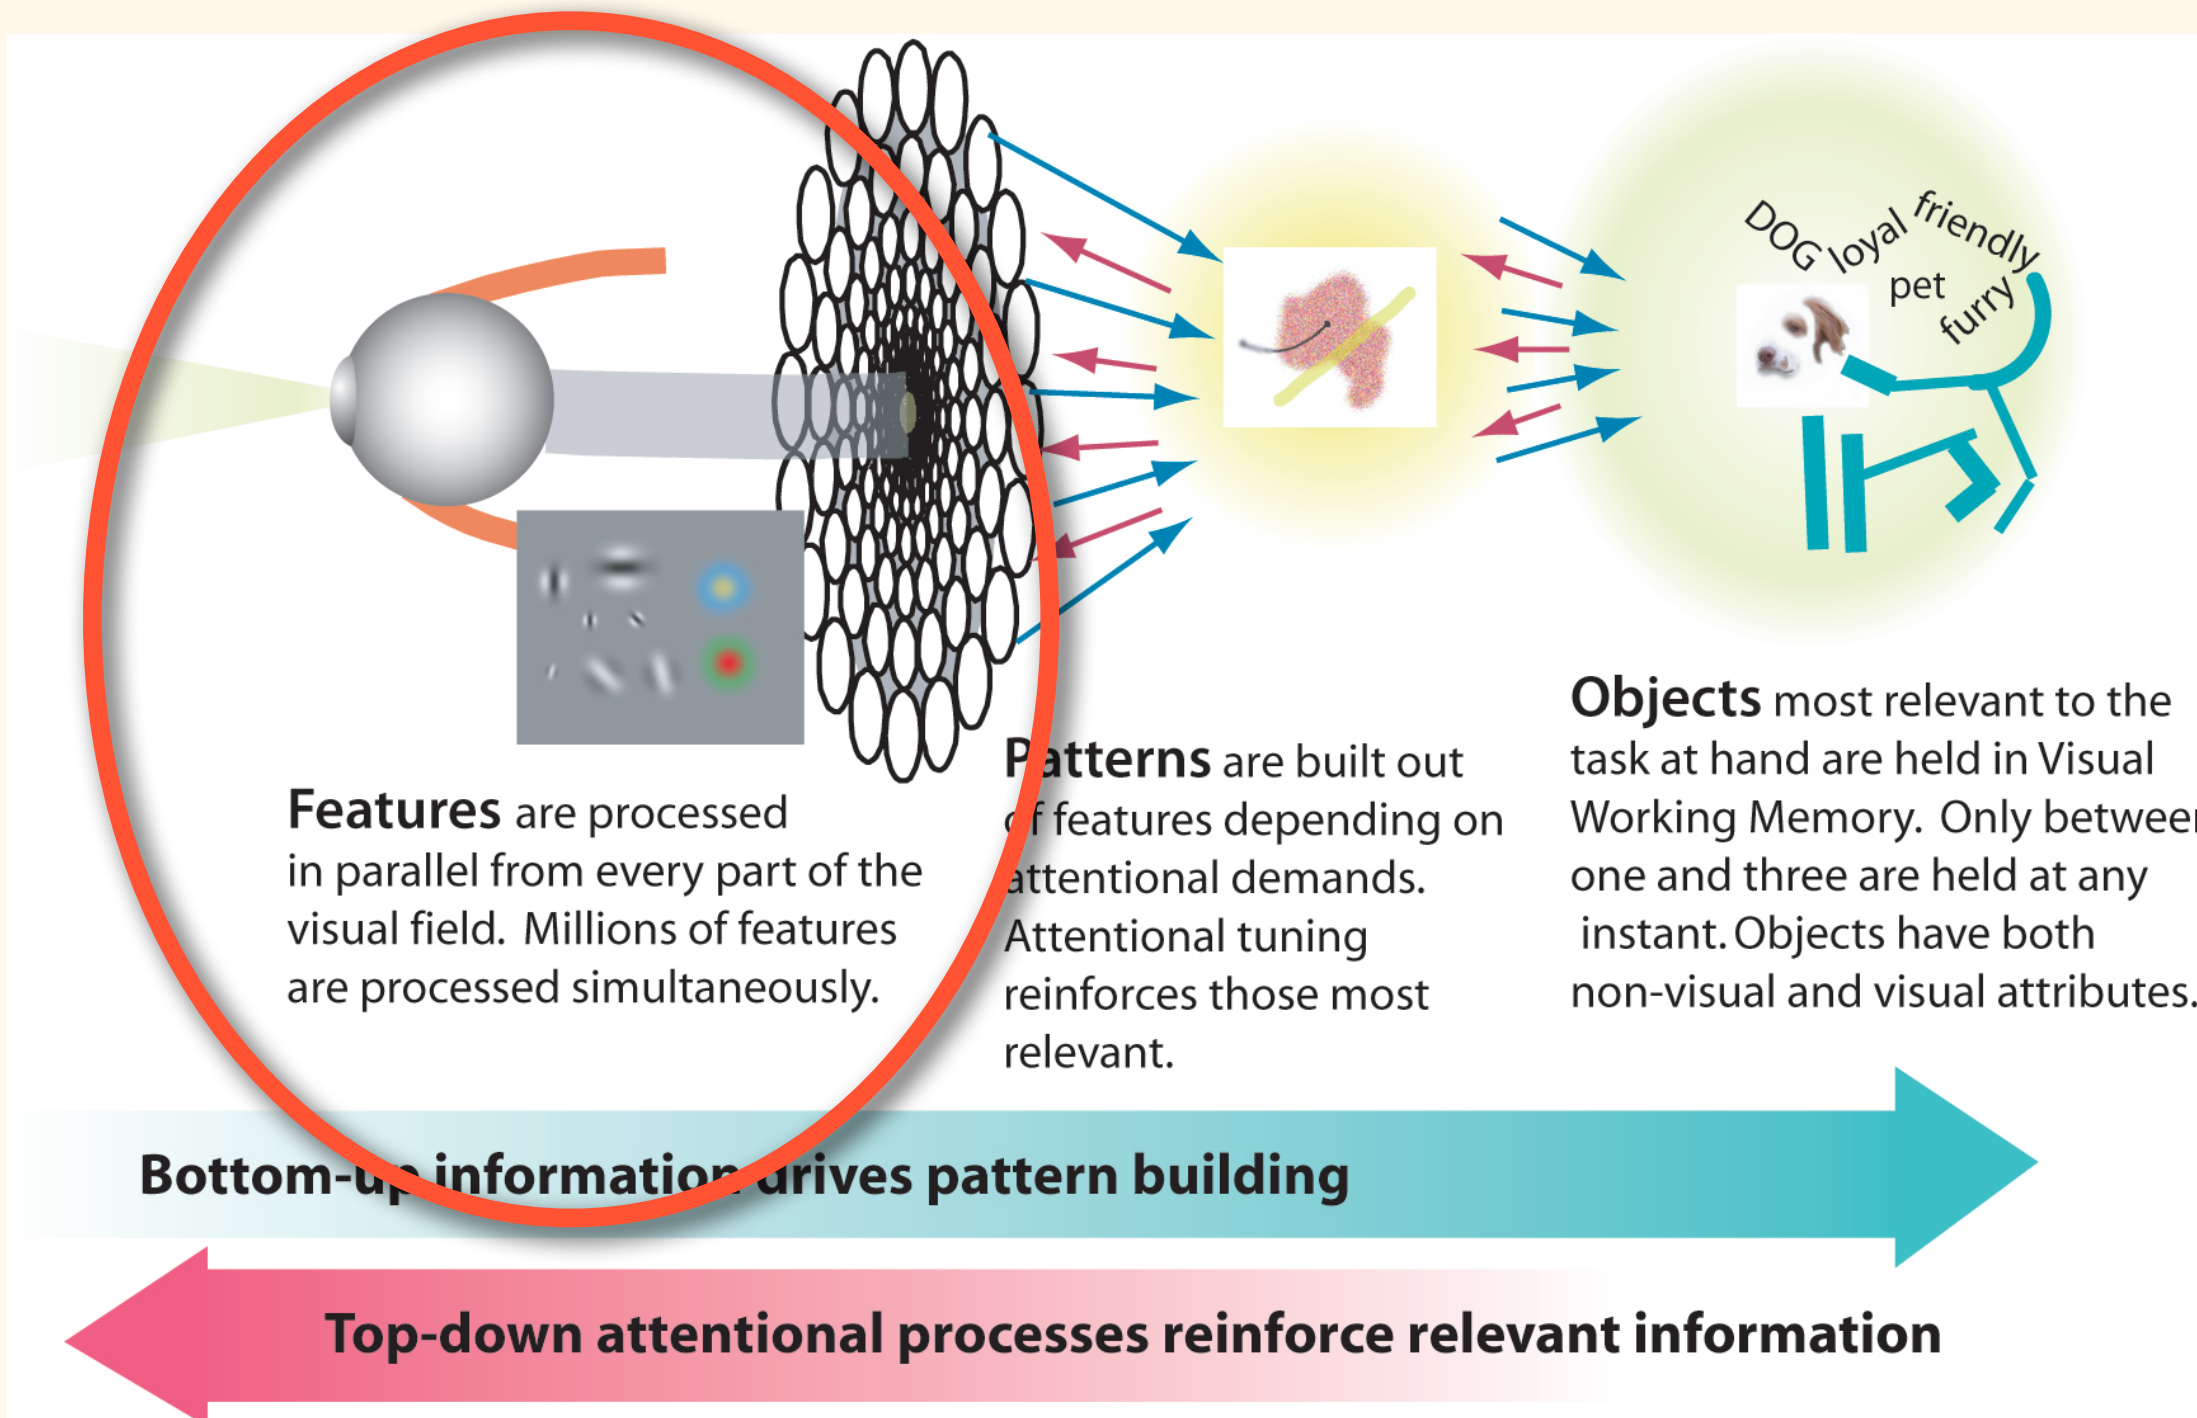 DOG
loyal
friendly
pet
furry
Features are processed
in parallel from every part of the
visual field. Millions of features
are processed simultaneously.
Patterns are built out
of features depending on
attentional demands.
Attentional tuning
reinforces those most
relevant.
Objects most relevant to the
task at hand are held in Visual
Working Memory. Only between
one and three are held at any
instant. Objects have both
non-visual and visual attributes.
Bottom-up information drives pattern building
Top-down attentional processes reinforce relevant information